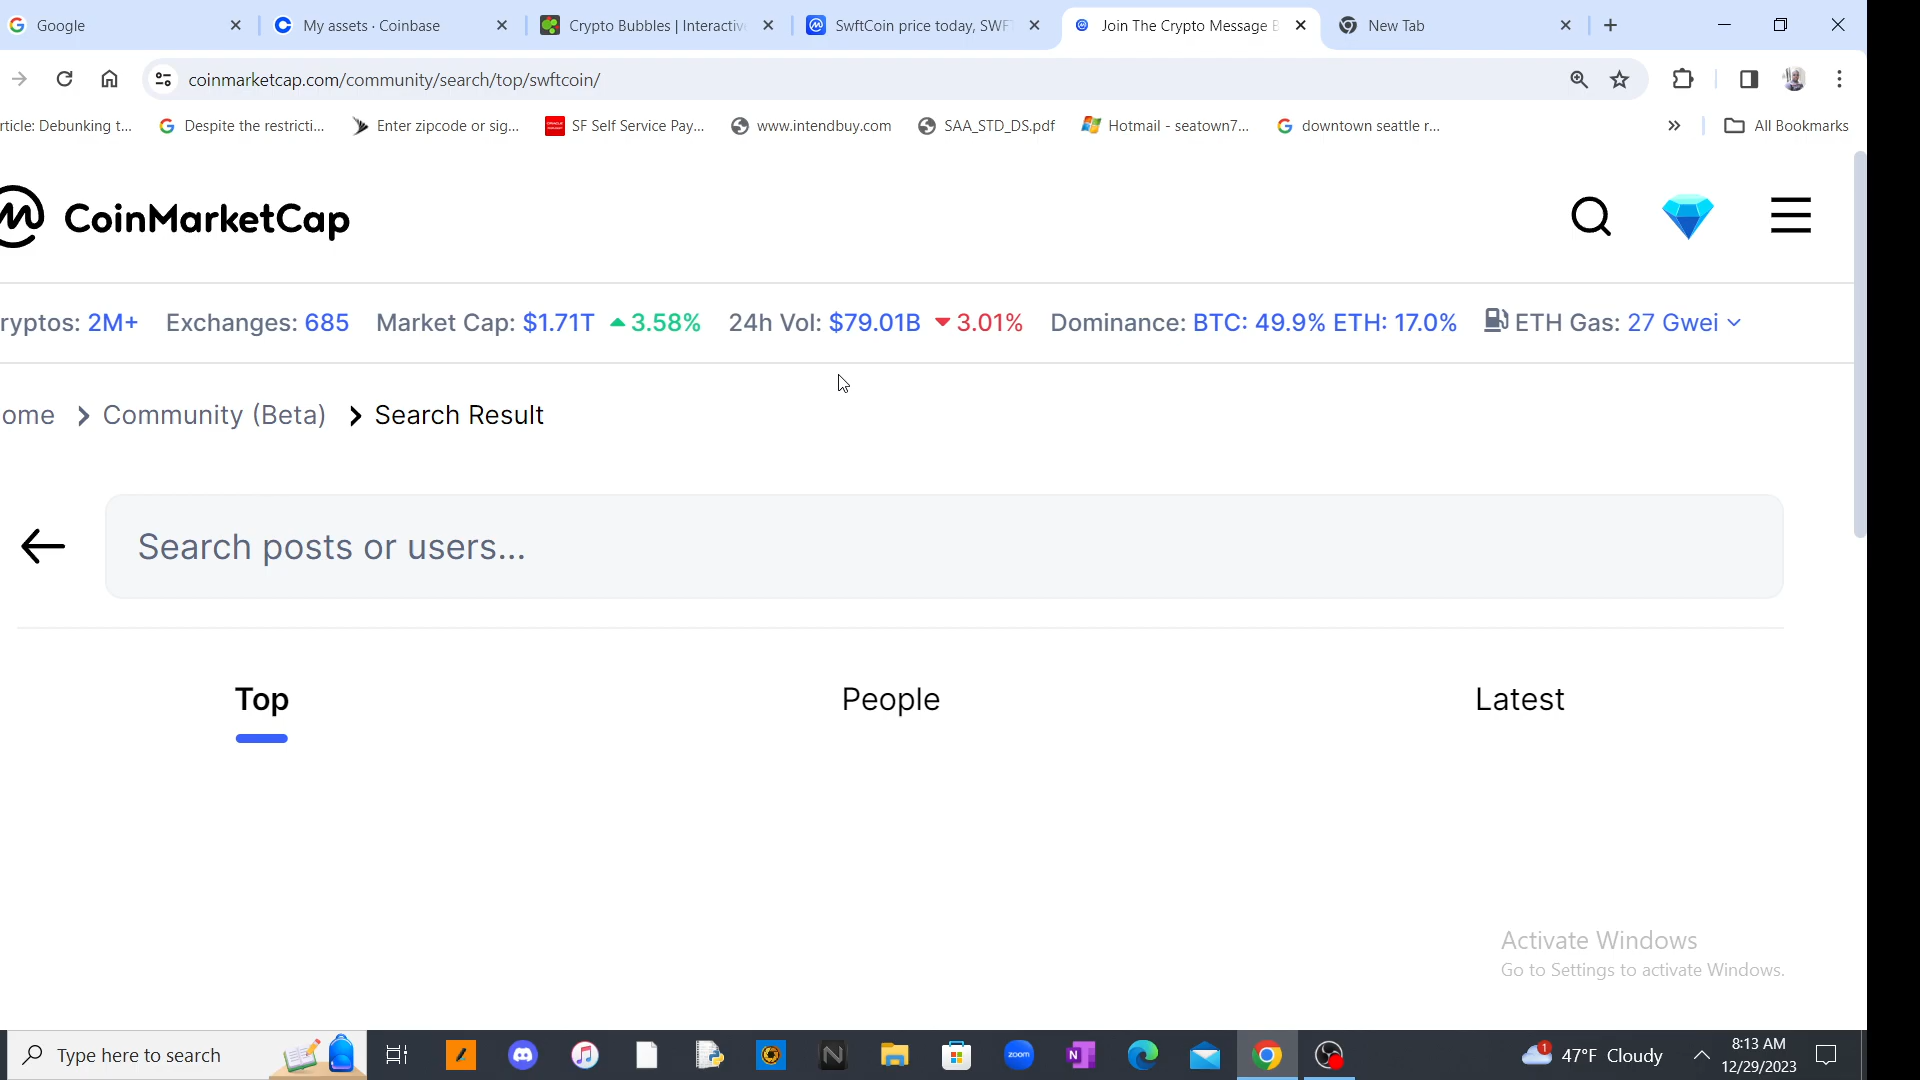 Google
My assets · Coinbase
Crypto Bubbles | Interactiv
SwftCoin price today, SWFT
Join The Crypto Message B
New Tab
coinmarketcap.com/community/search/top/swftcoin/
rticle: Debunking t...
Despite the restricti...
Enter zipcode or sig...
SF Self Service Pay...
www.intendbuy.com
SAA_STD_DS.pdf
Hotmail - seatown7...
downtown seattle r...
All Bookmarks
CoinMarketCap
ryptos: 2M+ Exchanges: 685 Market Cap: $1.71T 3.58% 24h Vol: $79.01B 3.01% Dominance: BTC: 49.9% ETH: 17.0% ETH Gas: 27 Gwei
ome > Community (Beta) > Search Result
Search posts or users...
Top
People
Latest
Activate Windows
Go to Settings to activate Windows.
Type here to search
zoom
N
N
1
47°F Cloudy
8:13 AM
12/29/2023